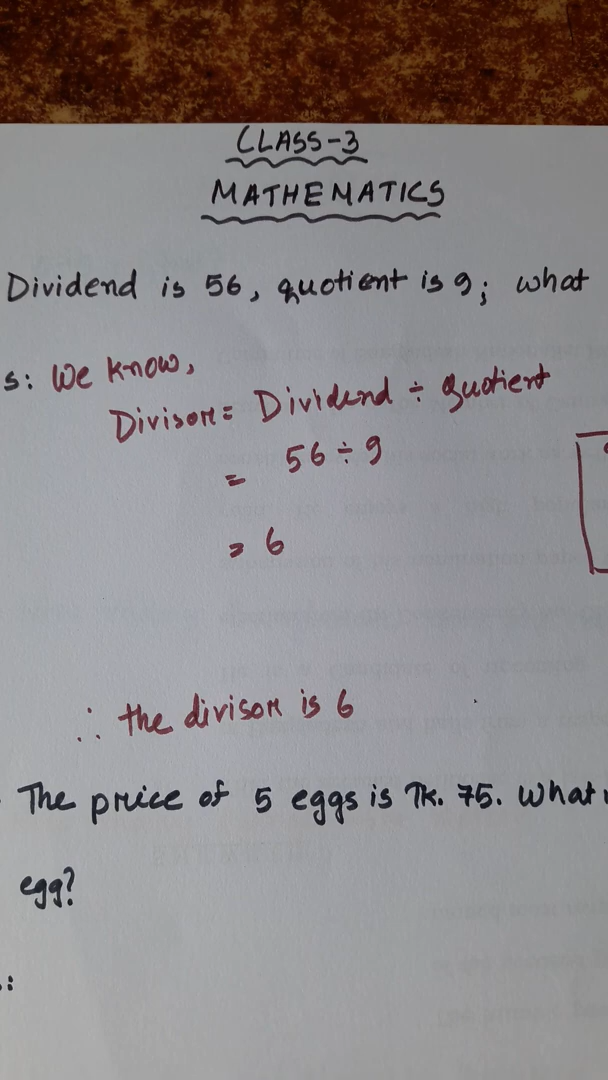 CLASS-3
MATHEMATICS
Dividend is 56, quotient is 9; what
s: We know,
Divisor= Dividend ÷ quotient
= 56 ÷ 9
= 6
∴ the divisor is 6
The price of 5 eggs is Tk. 75. What
egg?